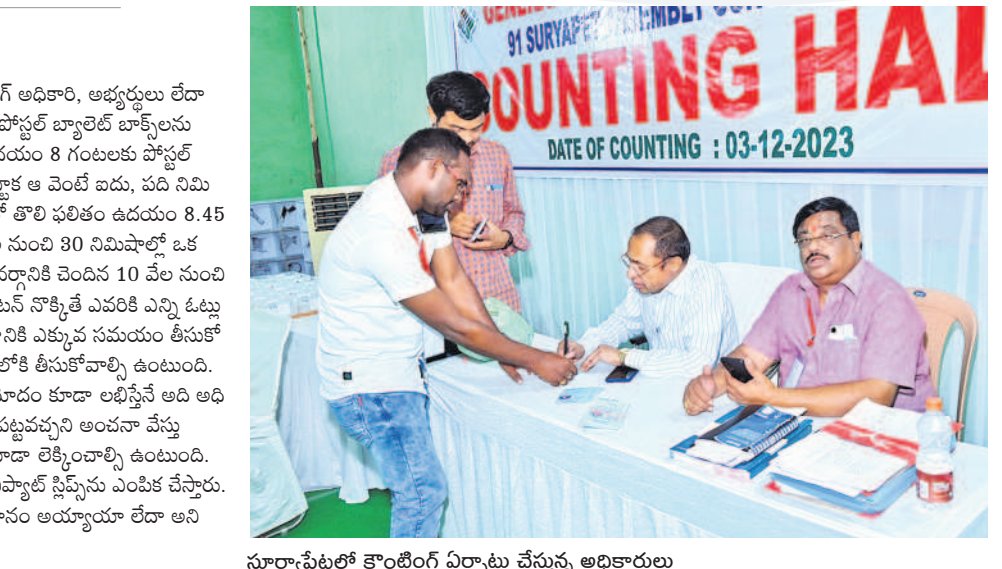 గ్ అధికారి, అభ్యర్థులు లేదా
పోస్టల్ బ్యాలెట్ బాక్స్‌లను
దయం 8 గంటలకు పోస్టల్
ఆ వెంటే ఐదు, పది నిమి
తొలి ఫలితం ఉదయం 8.45
నుంచి 30 నిమిషాల్లో ఒక
వర్గానికి చెందిన 10 వేల నుంచి
టన్ నొక్కితే ఎవరికి ఎన్ని ఓట్లు
నికి ఎక్కువ సమయం తీసుకో
లోకి తీసుకోవాల్సి ఉంటుంది.
కూడా లభిస్తేనే అది అధి
పట్టవచ్చని అంచనా వేస్తు
డా లెక్కించాల్సి ఉంటుంది.
ప్యాట్ స్లిప్స్‌ను ఎంపిక చేస్తారు.
నం అయ్యాయా లేదా అని
91 SURYAPET
COUNTING HAL
DATE OF COUNTING : 03-12-2023
సూర్యాపేటలో కౌంటింగ్ ఏర్పాటు చేస్తున్న అధికారులు